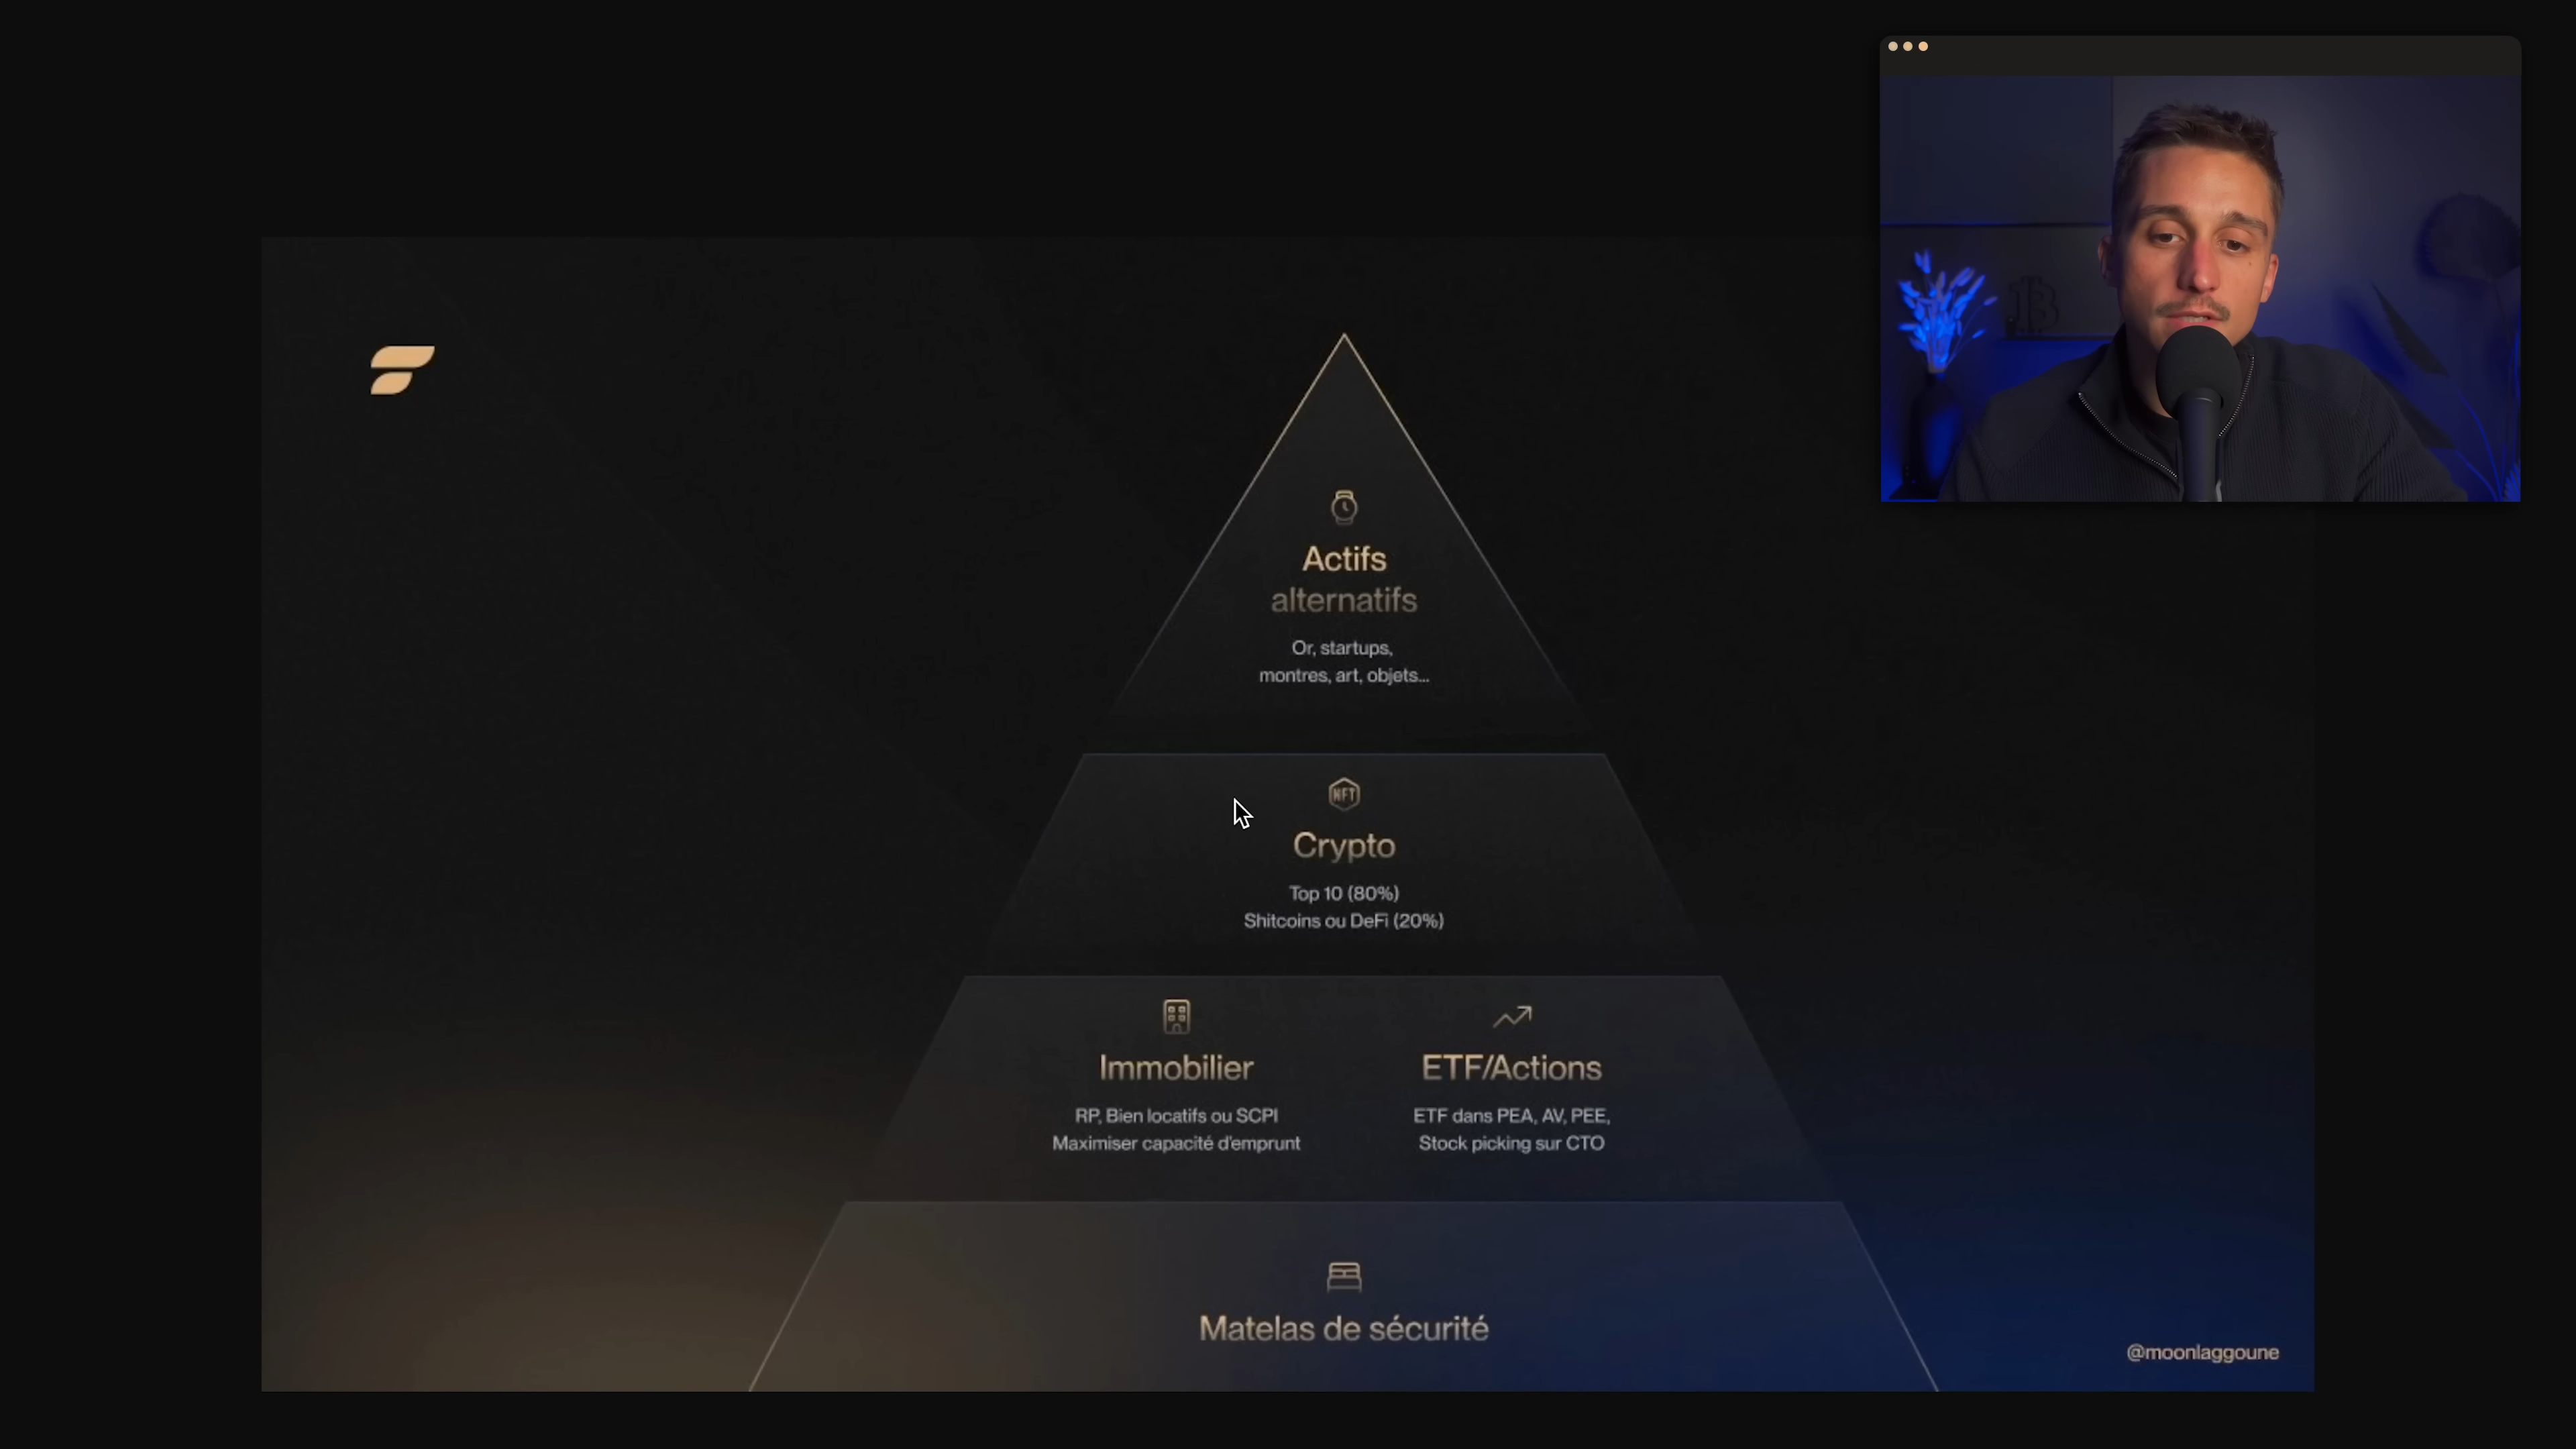 Actifs
alternatifs
Or, startups,
montres, art, objets...
NFT
Crypto
Top 10 (80%)
Shitcoins ou DeFi (20%)
Immobilier
RP, Bien locatifs ou SCPI
Maximiser capacité d'emprunt
ETF/Actions
ETF dans PEA, AV, PEE,
Stock picking sur CTO
Matelas de sécurité
@moonlaggoune